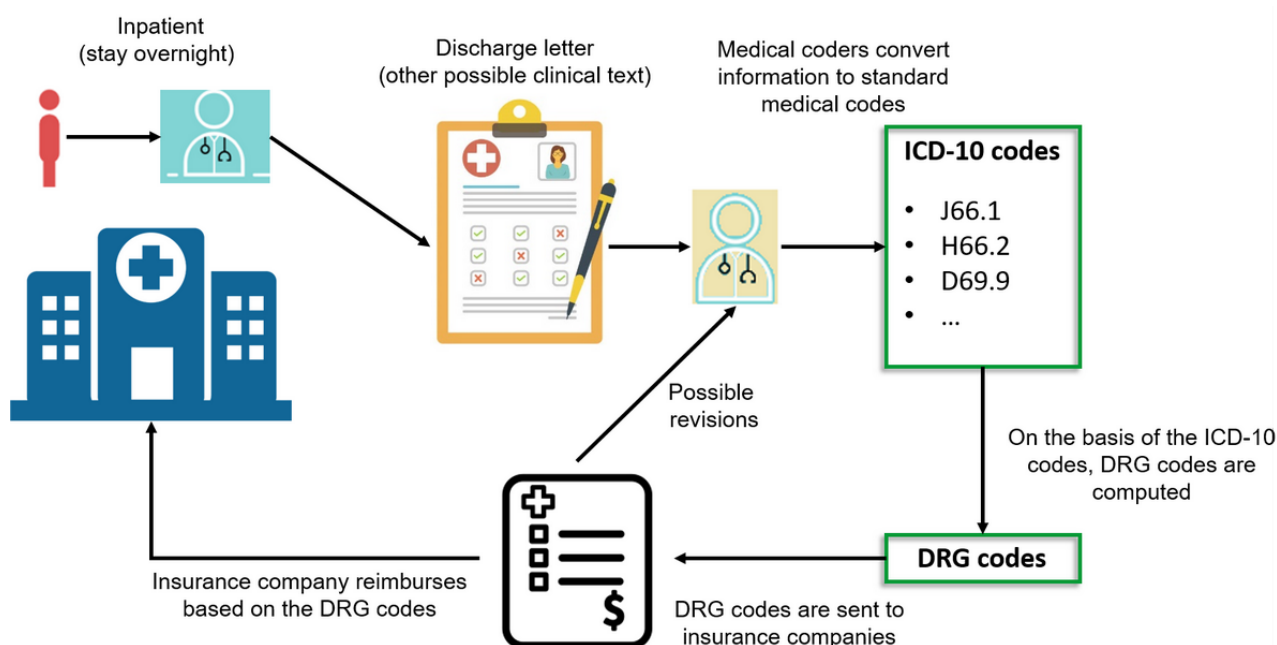 Inpatient
(stay overnight)
Discharge letter
(other possible clinical text)
Medical coders convert
information to standard
medical codes
ICD-10 codes
• J66.1
• H66.2
• D69.9
• ...
Possible
revisions
On the basis of the ICD-10
codes, DRG codes are
computed
DRG codes
Insurance company reimburses
based on the DRG codes
$
DRG codes are sent to
insurance companies